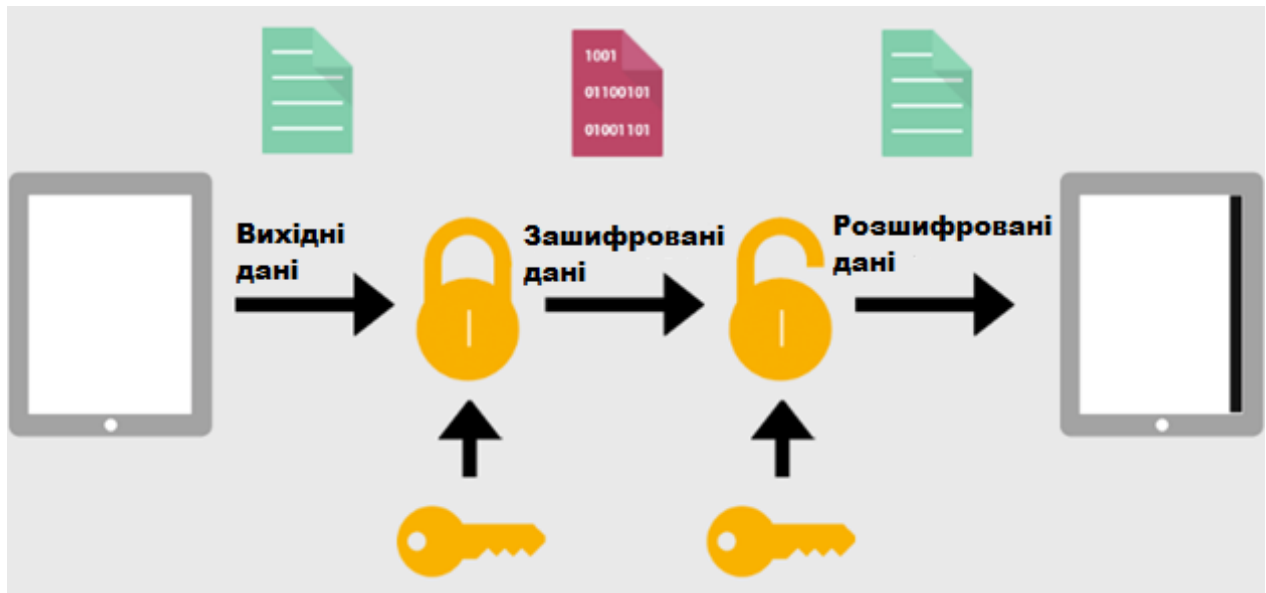 1001
01100101
01001101
Вихідні
дані
Зашифровані
дані
Розшифровані
дані